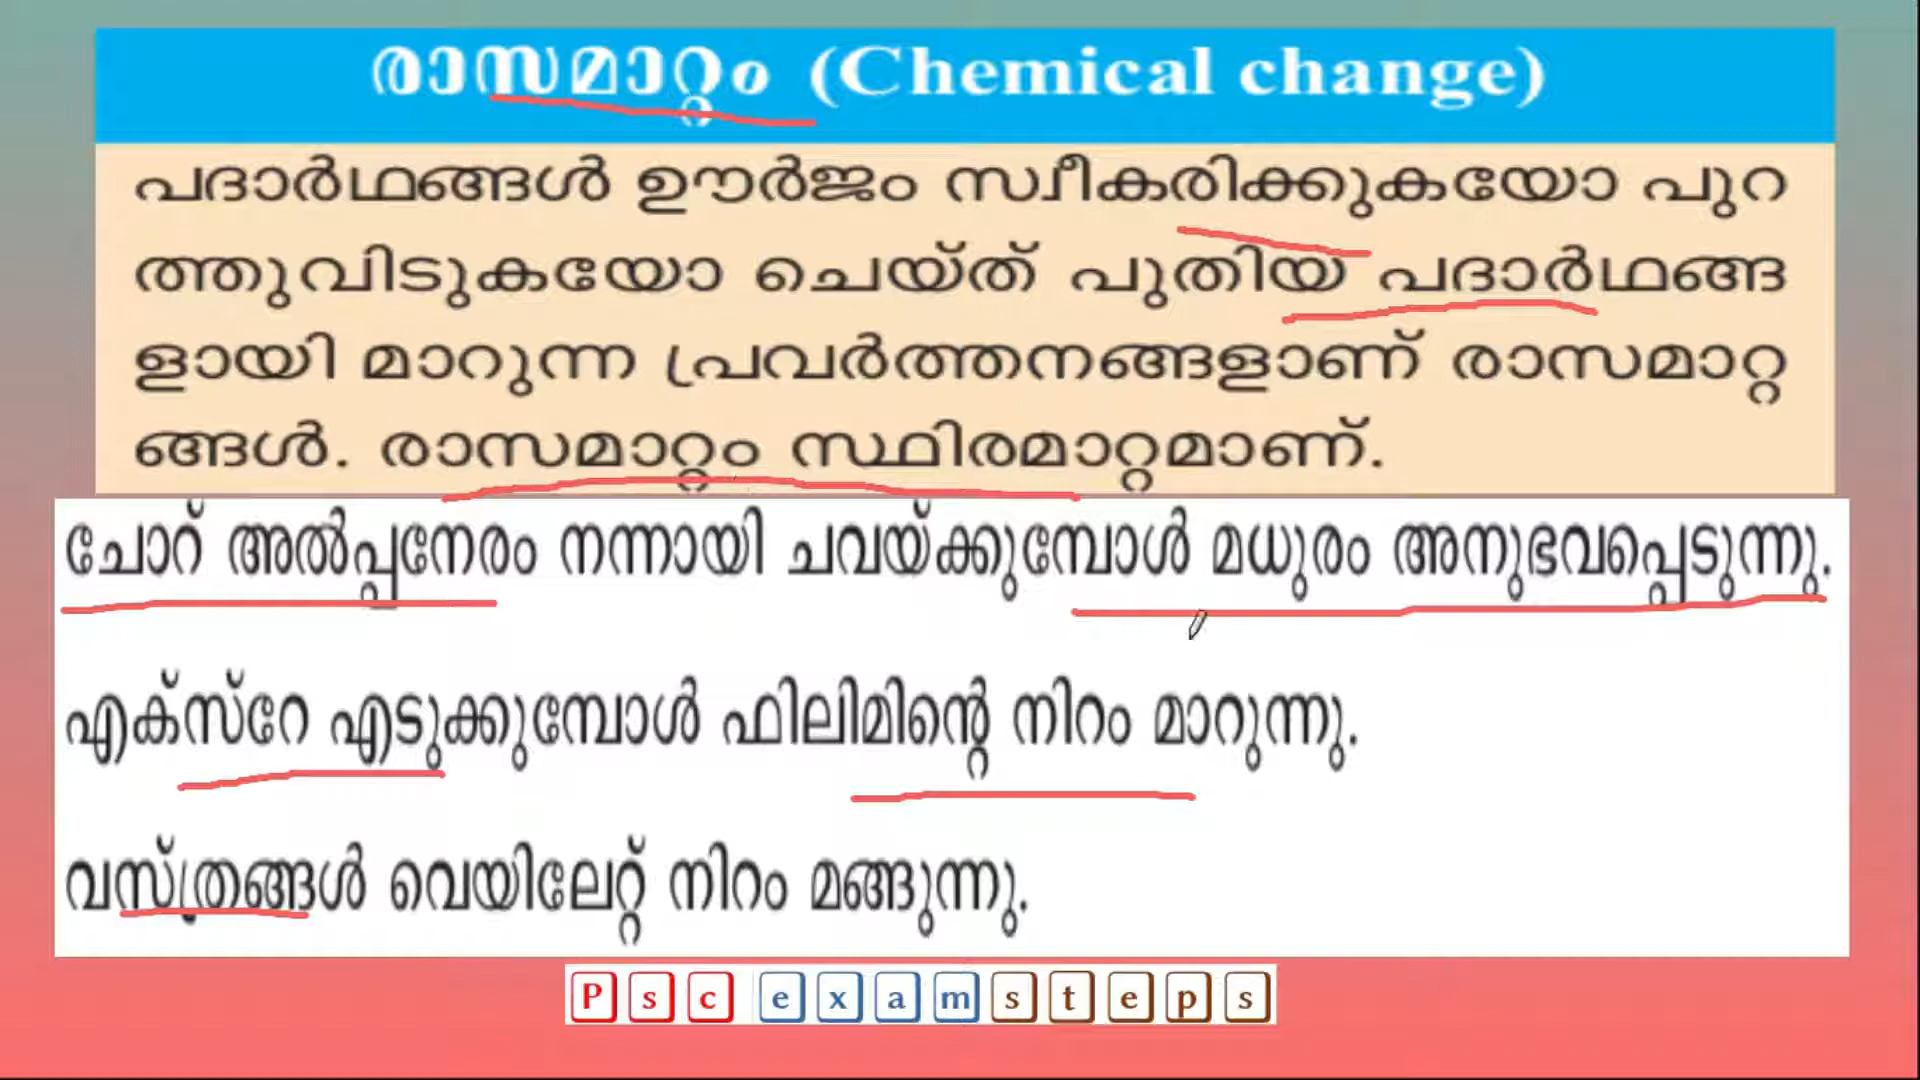 രാസമാറ്റം (Chemical change)
പദാർഥങ്ങൾ ഊർജം സ്വീകരിക്കുകയോ പുറ
ത്തുവിടുകയോ ചെയ്ത് പുതിയ പദാർഥങ്ങ
ളായി മാറുന്ന പ്രവർത്തനങ്ങളാണ് രാസമാറ്റ
ങ്ങൾ. രാസമാറ്റം സ്ഥിരമാറ്റമാണ്.
ചോറ് അൽപ്പനേരം നന്നായി ചവയ്ക്കുമ്പോൾ മധുരം അനുഭവപ്പെടുന്നു.
എക്സ്റേ എടുക്കുമ്പോൾ ഫിലിമിന്റെ നിറം മാറുന്നു.
വസ്ത്രങ്ങൾ വെയിലേറ്റ് നിറം മങ്ങുന്നു.
Psc examsteps